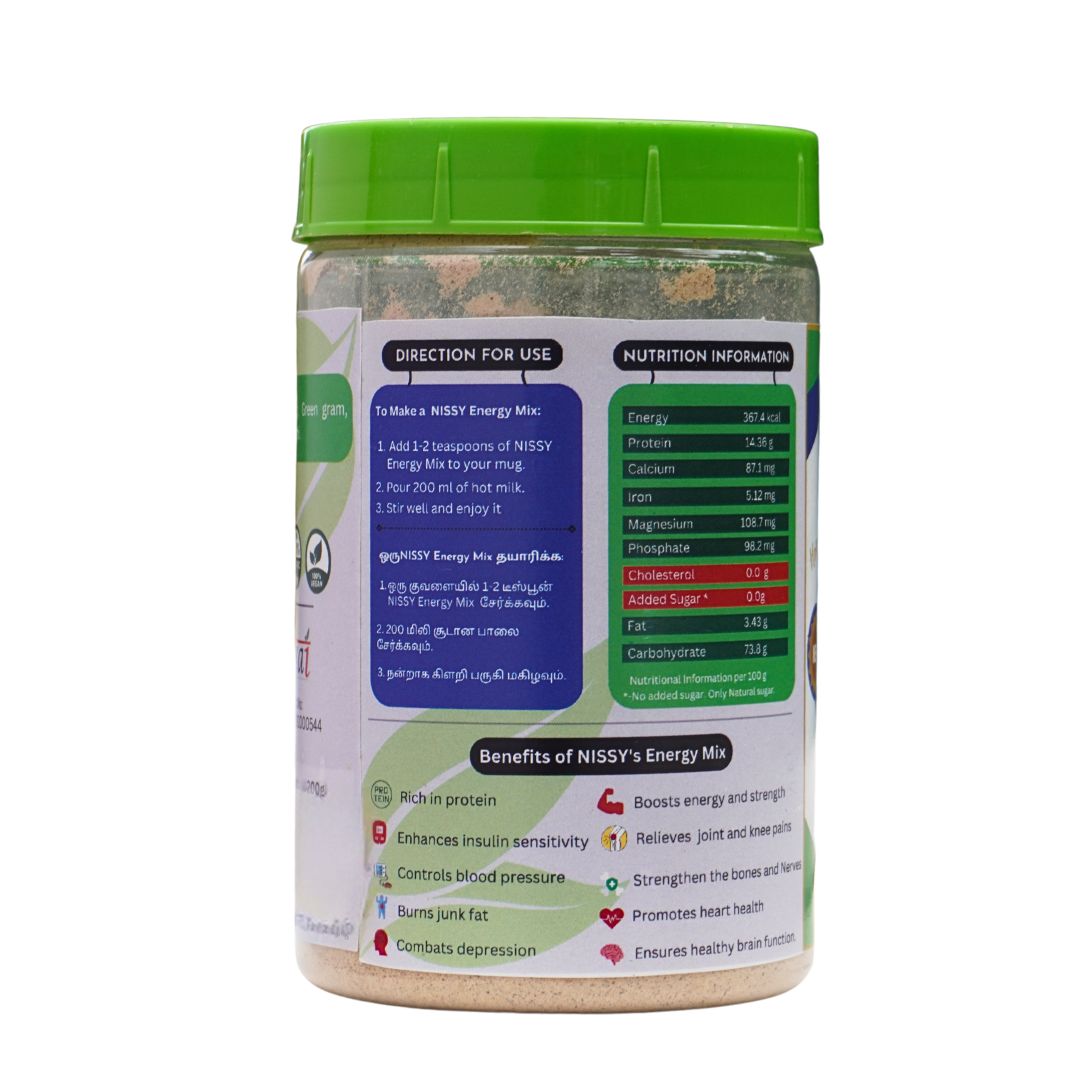 Green gram,
100%
VEGAN
0000544
DIRECTION FOR USE
To Make a NISSY Energy Mix:
1. Add 1-2 teaspoons of NISSY
Energy Mix to your mug.
2. Pour 200 ml of hot milk.
3. Stir well and enjoy it
ஒருNISSY Energy Mix தயாரிக்க:
1.ஒரு குவளையில் 1-2 டீஸ்பூன்
NISSY Energy Mix சேர்க்கவும்.
2. 200 மிலி சூடான பாலை
சேர்க்கவும்.
3. நன்றாக கிளறி பருகி மகிழவும்.
NUTRITION INFORMATION
Energy 367.4 kcal
Protein 14.36 g
Calcium 87.1 mg
Iron 5.12 mg
Magnesium 108.7 mg
Phosphate 98.2 mg
Cholesterol 0.0 g
Added Sugar * 0.0g
Fat 3.43 g
Carbohydrate 73.8 g
Nutritional Information per 100 g
*-No added sugar. Only Natural sugar.
Benefits of NISSY's Energy Mix
PRO
TEIN
Rich in protein
Enhances insulin sensitivity
Controls blood pressure
Burns junk fat
Combats depression
Boosts energy and strength
Relieves joint and knee pains
Strengthen the bones and Nerves
Promotes heart health
Ensures healthy brain function.